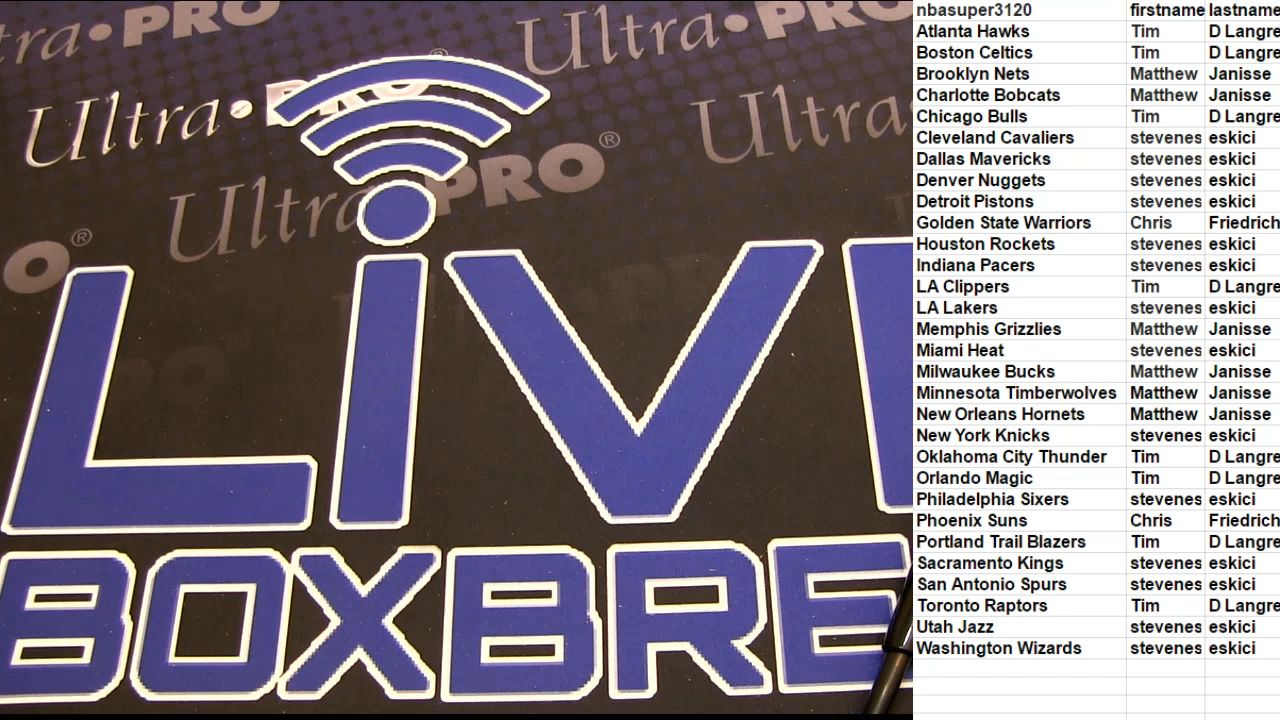 tra•PRO
Ultra•PRO
Ultra•PRO®
Ultra
Ultra PRO®
O®
LiV
BOXBRE
nbasuper3120 firstname lastname
Atlanta Hawks Tim D Langre
Boston Celtics Tim D Langre
Brooklyn Nets Matthew Janisse
Charlotte Bobcats Matthew Janisse
Chicago Bulls Tim D Langre
Cleveland Cavaliers stevenes eskici
Dallas Mavericks stevenes eskici
Denver Nuggets stevenes eskici
Detroit Pistons stevenes eskici
Golden State Warriors Chris Friedrich
Houston Rockets stevenes eskici
Indiana Pacers stevenes eskici
LA Clippers Tim D Langre
LA Lakers stevenes eskici
Memphis Grizzlies Matthew Janisse
Miami Heat stevenes eskici
Milwaukee Bucks Matthew Janisse
Minnesota Timberwolves Matthew Janisse
New Orleans Hornets Matthew Janisse
New York Knicks stevenes eskici
Oklahoma City Thunder Tim D Langre
Orlando Magic Tim D Langre
Philadelphia Sixers stevenes eskici
Phoenix Suns Chris Friedrich
Portland Trail Blazers Tim D Langre
Sacramento Kings stevenes eskici
San Antonio Spurs stevenes eskici
Toronto Raptors Tim D Langre
Utah Jazz stevenes eskici
Washington Wizards stevenes eskici